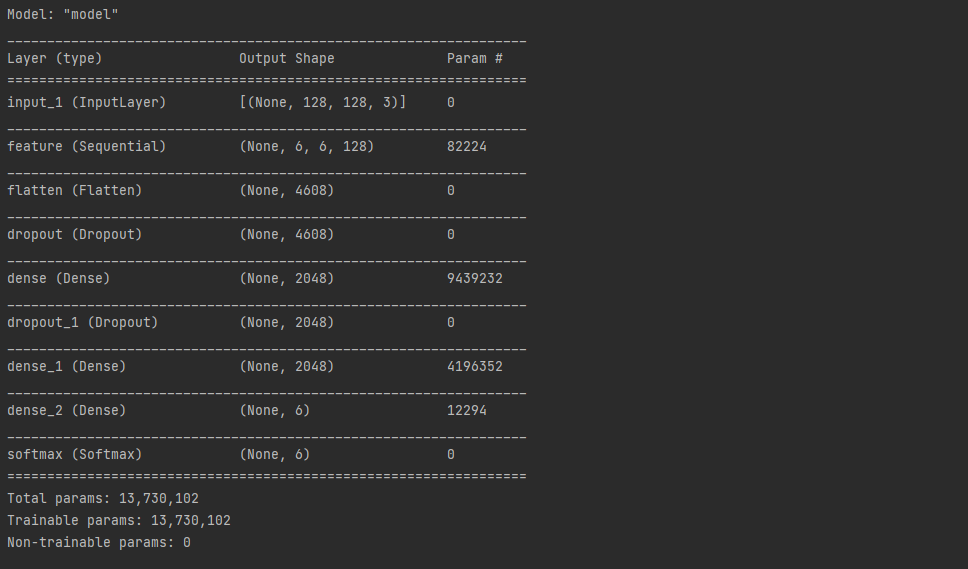 Model: "model"
_________________________________________________________________
Layer (type)                 Output Shape              Param #
=================================================================
input_1 (InputLayer)         [(None, 128, 128, 3)]     0
_________________________________________________________________
feature (Sequential)         (None, 6, 6, 128)         82224
_________________________________________________________________
flatten (Flatten)            (None, 4608)              0
_________________________________________________________________
dropout (Dropout)            (None, 4608)              0
_________________________________________________________________
dense (Dense)                (None, 2048)              9439232
_________________________________________________________________
dropout_1 (Dropout)          (None, 2048)              0
_________________________________________________________________
dense_1 (Dense)              (None, 2048)              4196352
_________________________________________________________________
dense_2 (Dense)              (None, 6)                 12294
_________________________________________________________________
softmax (Softmax)            (None, 6)                 0
=================================================================
Total params: 13,730,102
Trainable params: 13,730,102
Non-trainable params: 0